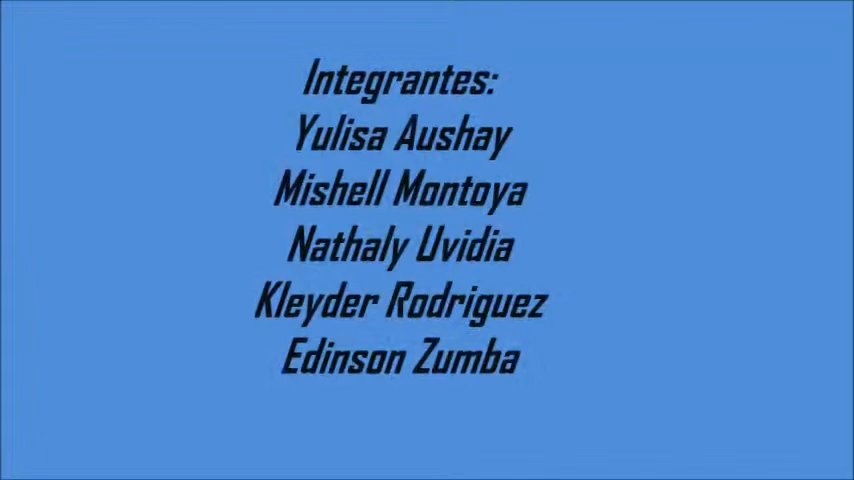 Integrantes:
Yulisa Aushay
Mishell Montoya
Nathaly Uvidia
Kleyder Rodriguez
Edinson Zumba